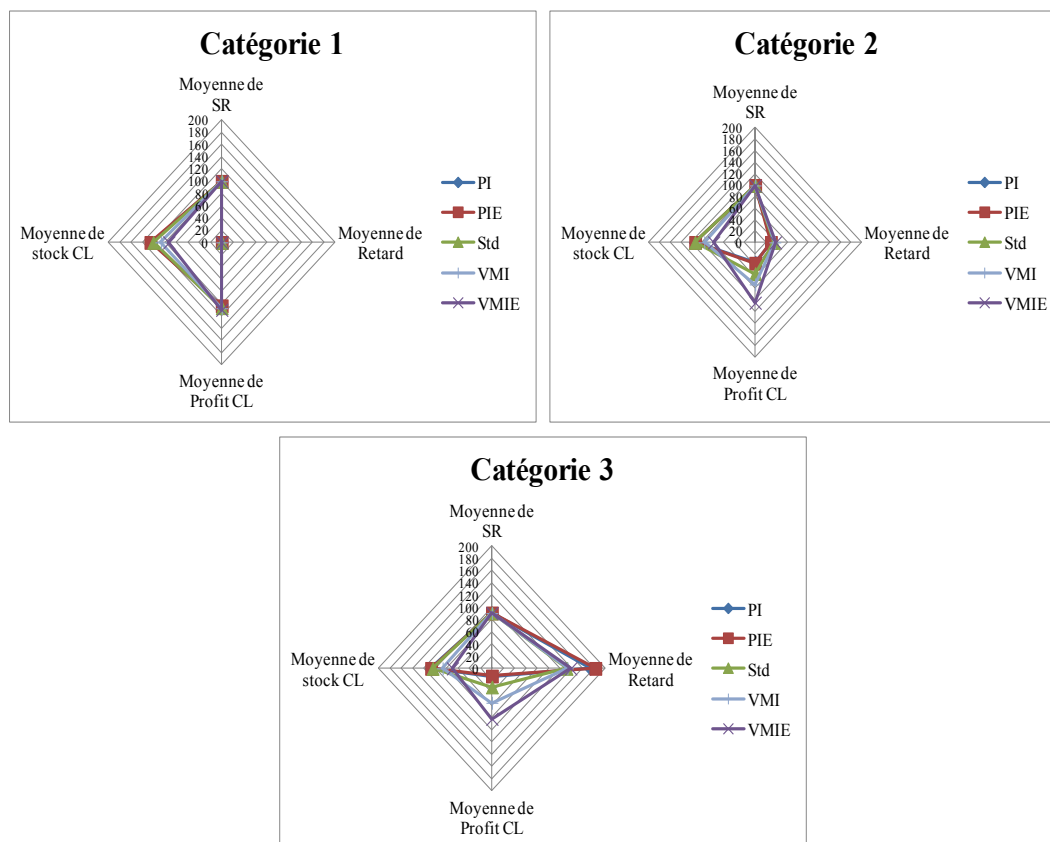 Catégorie 1
Moyenne de
SR
200
180
160
140
120
100
80
60
40
20
0
Moyenne
de stock CL
Moyenne de
Retard
Moyenne de
Profit CL
PI
PIE
Std
VMI
VMIE
Catégorie 2
Moyenne de
SR
200
180
160
140
120
100
80
60
40
20
0
Moyenne
de stock CL
Moyenne de
Retard
Moyenne de
Profit CL
PI
PIE
Std
VMI
VMIE
Catégorie 3
Moyenne de
SR
200
180
160
140
120
100
80
60
40
20
0
Moyenne de
stock CL
Moyenne de
Retard
Moyenne de
Profit CL
PI
PIE
Std
VMI
VMIE